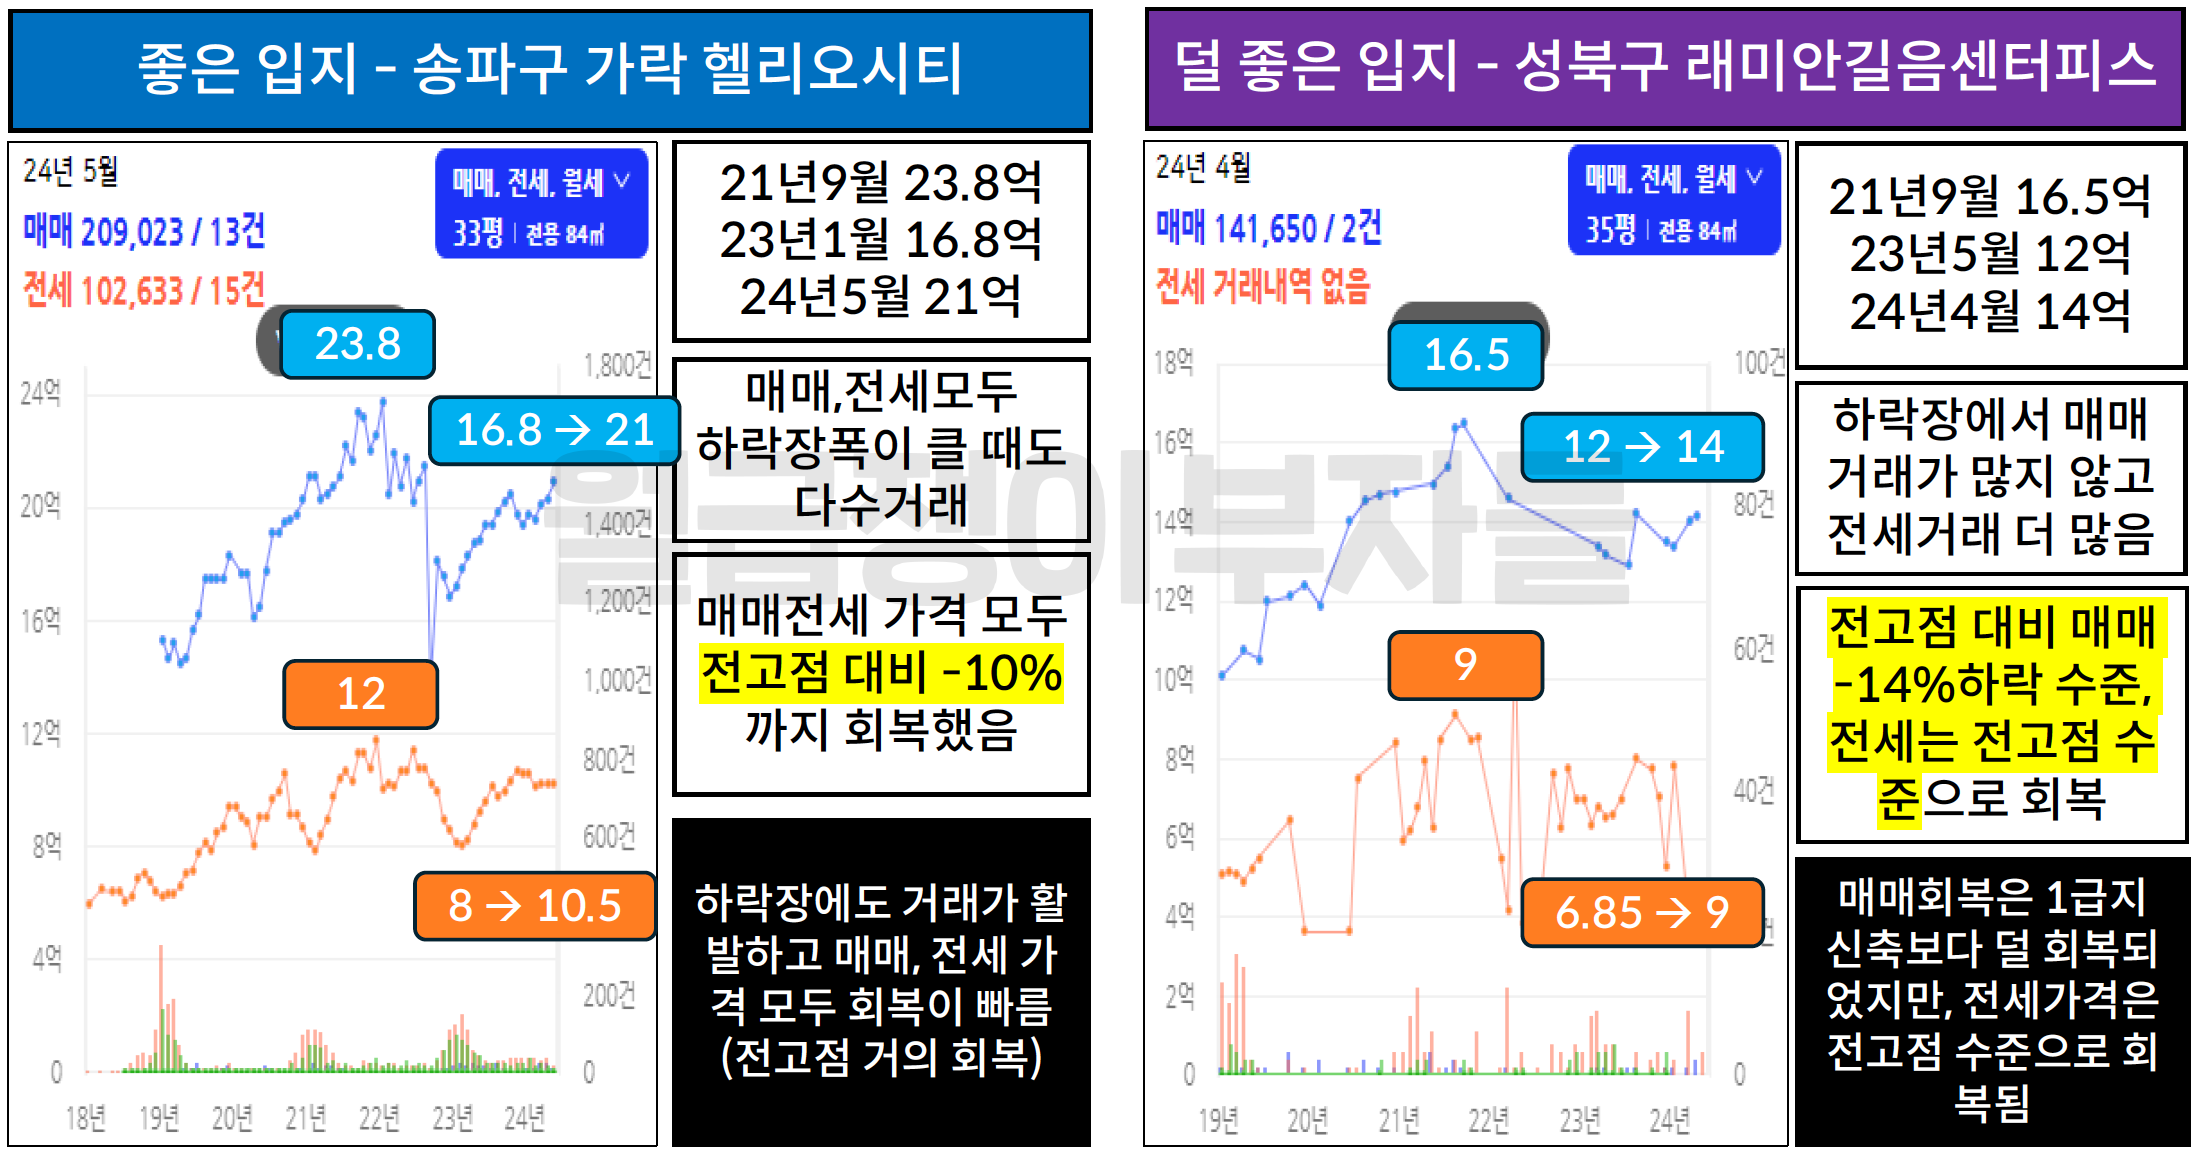 좋은 입지 - 송파구 가락 헬리오시티
24년 5월
매매 209,023 / 13건
전세 102,633 / 15건
매매, 전세, 월세
33평 | 전용 84㎡
23.8
16.8 → 21
12
8 → 10.5
24억
20억
16억
12억
8억
4억
0
1,800건
1,400건
1,200건
1,000건
800건
600건
200건
0
18년 19년 20년 21년 22년 23년 24년
21년9월 23.8억
23년1월 16.8억
24년5월 21억
매매,전세모두
하락장폭이 클 때도
다수거래
매매전세 가격 모두
전고점 대비 -10%
까지 회복했음
하락장에도 거래가 활
발하고 매매, 전세 가
격 모두 회복이 빠름
(전고점 거의 회복)
덜 좋은 입지 - 성북구 래미안길음센터피스
24년 4월
매매 141,650 / 2건
전세 거래내역 없음
매매, 전세, 월세
35평 | 전용 84㎡
16.5
12 → 14
9
6.85 → 9
18억
16억
14억
12억
10억
8억
6억
4억
2억
0
100건
80건
60건
40건
0
19년 20년 21년 22년 23년 24년
21년9월 16.5억
23년5월 12억
24년4월 14억
하락장에서 매매
거래가 많지 않고
전세거래 더 많음
전고점 대비 매매
-14%하락 수준,
전세는 전고점 수
준으로 회복
매매회복은 1급지
신축보다 덜 회복되
었지만, 전세가격은
전고점 수준으로 회
복됨
월급쟁이부자들